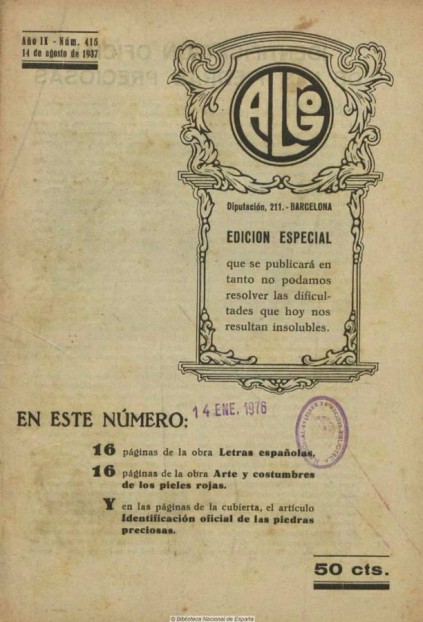 Año IX - Núm. 415
14 de agosto de 1937
ALGO
Diputación, 211. - BARCELONA
EDICION ESPECIAL
que se publicará en
tanto no podamos
resolver las dificul-
tades que hoy nos
resultan insolubles.
EN ESTE NÚMERO:
14 ENE. 1976
16 páginas de la obra Letras españolas.
16 páginas de la obra Arte y costumbres
de los pieles rojas.
Y en las páginas de la cubierta, el artículo
Identificación oficial de las piedras
preciosas.
50 cts.
© Biblioteca Nacional de España